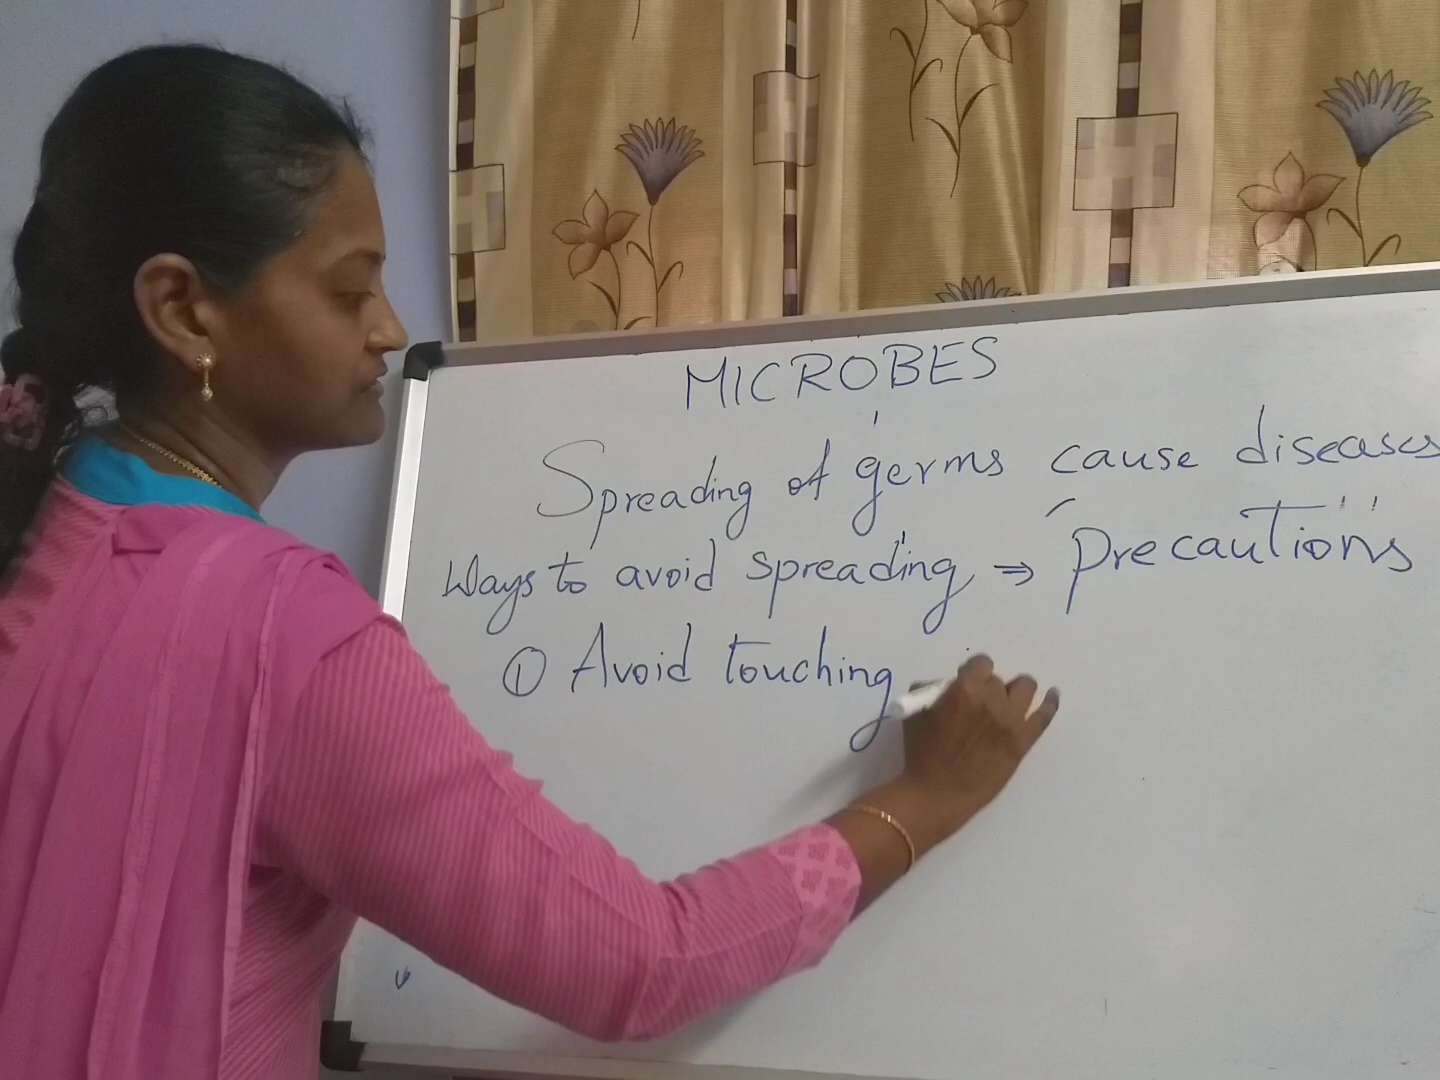 MICROBES
Spreading of germs cause diseases
Ways to avoid spreading ⇒ Precautions
① Avoid touching